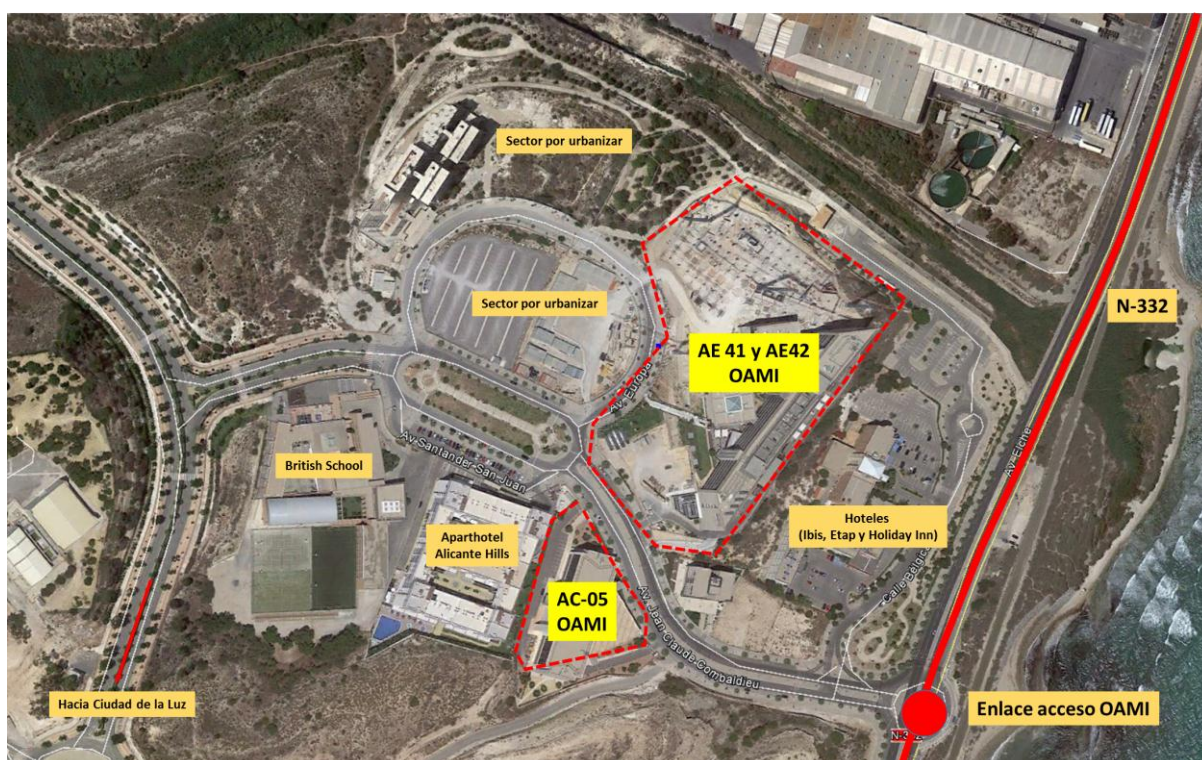 Sector por urbanizar
Sector por urbanizar
N-332
AE 41 y AE42
OAMI
Av. Europa
Av Elche
Av Santander San Juan
British School
Aparthotel
Alicante Hills
Hoteles
(Ibis, Etap y Holiday Inn)
Calle Belgica
AC-05
OAMI
Av. Jean Claude Combaldieu
Hacia Ciudad de la Luz
Enlace acceso OAMI